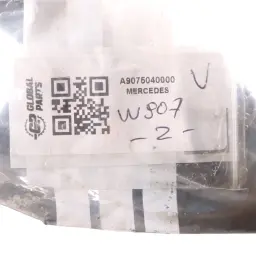 GLOBAL
PARTS
A9075040000
MERCEDES
V
W907
-2-